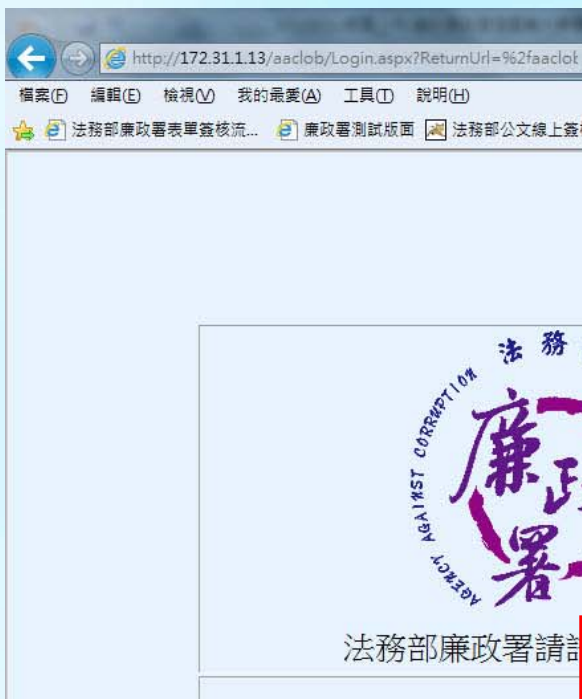 http://172.31.1.13/aaclob/Login.aspx?ReturnUrl=%2faaclob
檔案(F) 編輯(E) 檢視(V) 我的最愛(A) 工具(T) 說明(H)
法務部廉政署表單簽核流... 廉政署測試版面 法務部公文線上簽
法務
AGENCY AGAINST CORRUPTION
廉政
署
法務部廉政署請